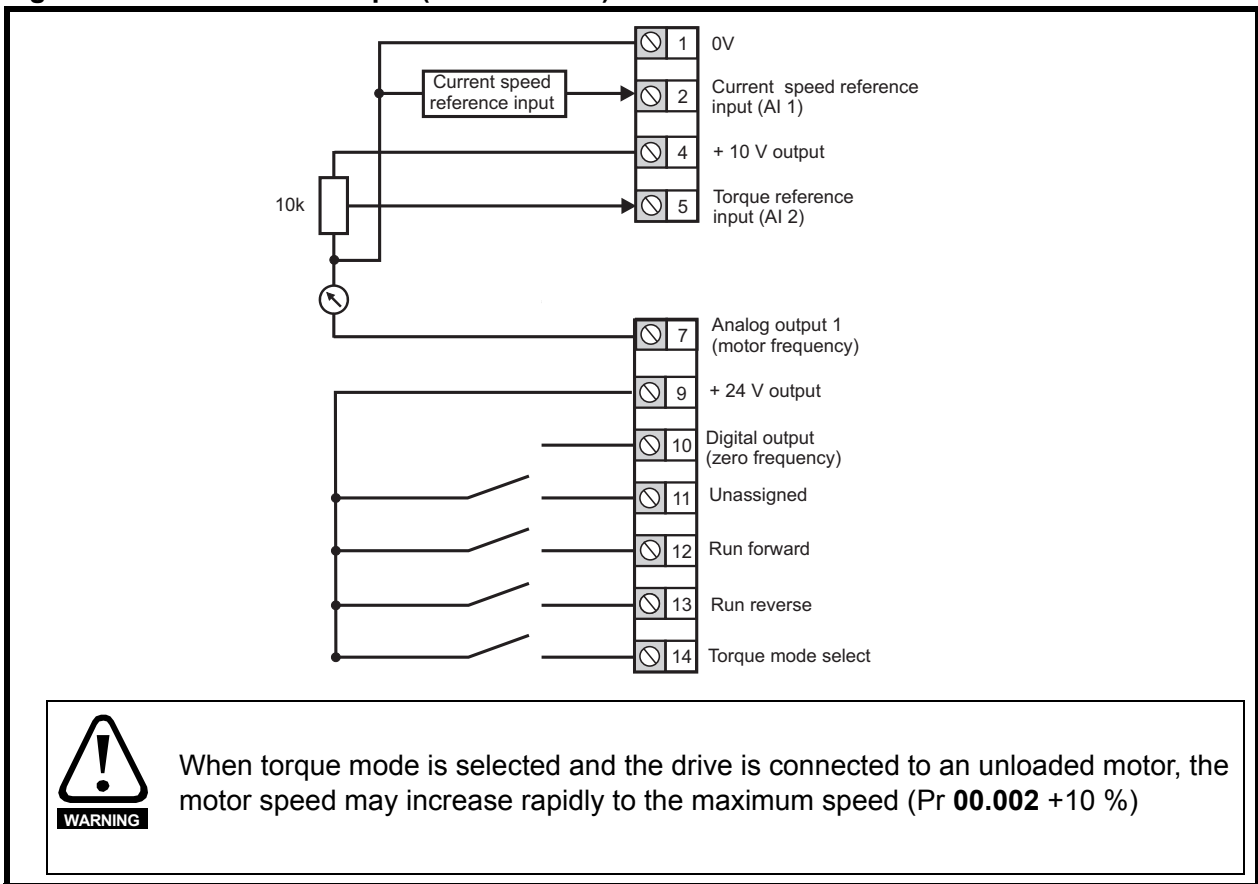 1 0V
Current speed
reference input
2 Current speed reference
input (AI 1)
4 + 10 V output
10k
5 Torque reference
input (AI 2)
7 Analog output 1
(motor frequency)
9 + 24 V output
10 Digital output
(zero frequency)
11 Unassigned
12 Run forward
13 Run reverse
14 Torque mode select
WARNING
When torque mode is selected and the drive is connected to an unloaded motor, the
motor speed may increase rapidly to the maximum speed (Pr 00.002 +10 %)